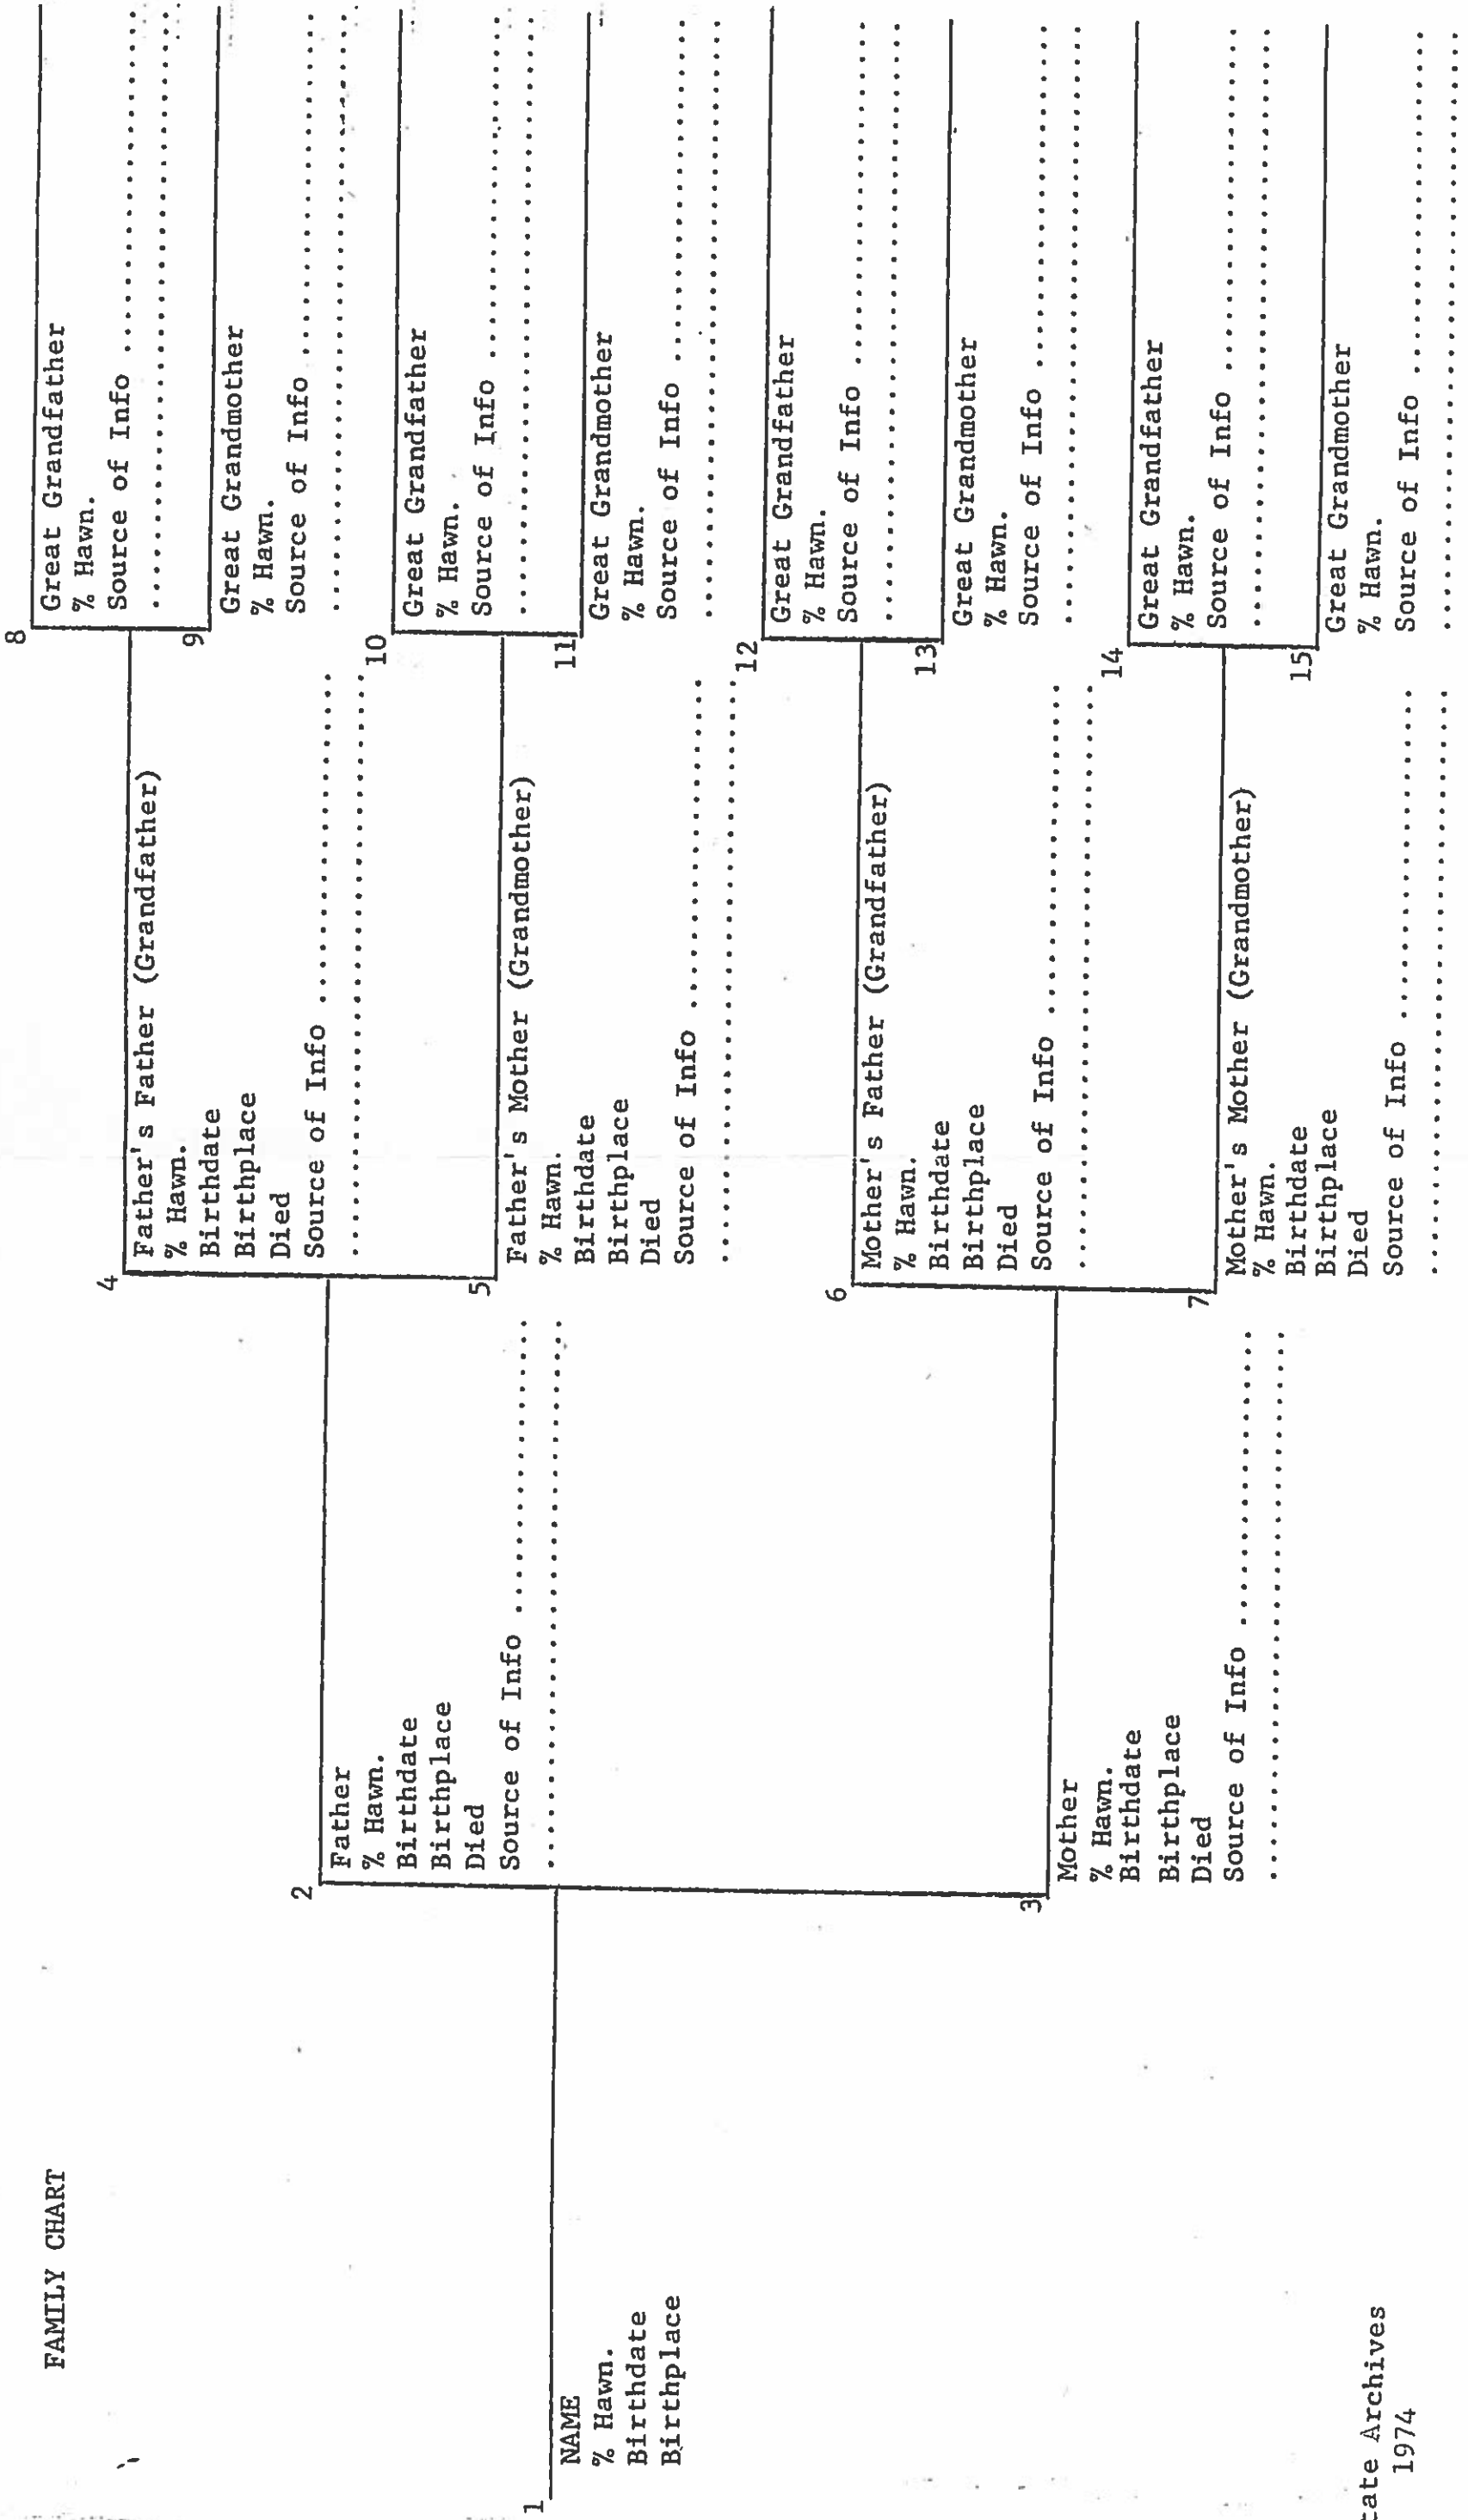 FAMILY CHART
1
NAME
% Hawn.
Birthdate
Birthplace
2
Father
% Hawn.
Birthdate
Birthplace
Died
Source of Info ....................
........................................
3
Mother
% Hawn.
Birthdate
Birthplace
Died
Source of Info ....................
........................................
4
Father's Father (Grandfather)
% Hawn.
Birthdate
Birthplace
Died
Source of Info ....................
........................................
5
Father's Mother (Grandmother)
% Hawn.
Birthdate
Birthplace
Died
Source of Info ....................
........................................
6
Mother's Father (Grandfather)
% Hawn.
Birthdate
Birthplace
Died
Source of Info ....................
........................................
7
Mother's Mother (Grandmother)
% Hawn.
Birthdate
Birthplace
Died
Source of Info ....................
........................................
8
Great Grandfather
% Hawn.
Source of Info ....................
........................................
9
Great Grandmother
% Hawn.
Source of Info ....................
........................................
10
Great Grandfather
% Hawn.
Source of Info ....................
........................................
11
Great Grandmother
% Hawn.
Source of Info ....................
........................................
12
Great Grandfather
% Hawn.
Source of Info ....................
........................................
13
Great Grandmother
% Hawn.
Source of Info ....................
........................................
14
Great Grandfather
% Hawn.
Source of Info ....................
........................................
15
Great Grandmother
% Hawn.
Source of Info ....................
........................................
tate Archives
1974